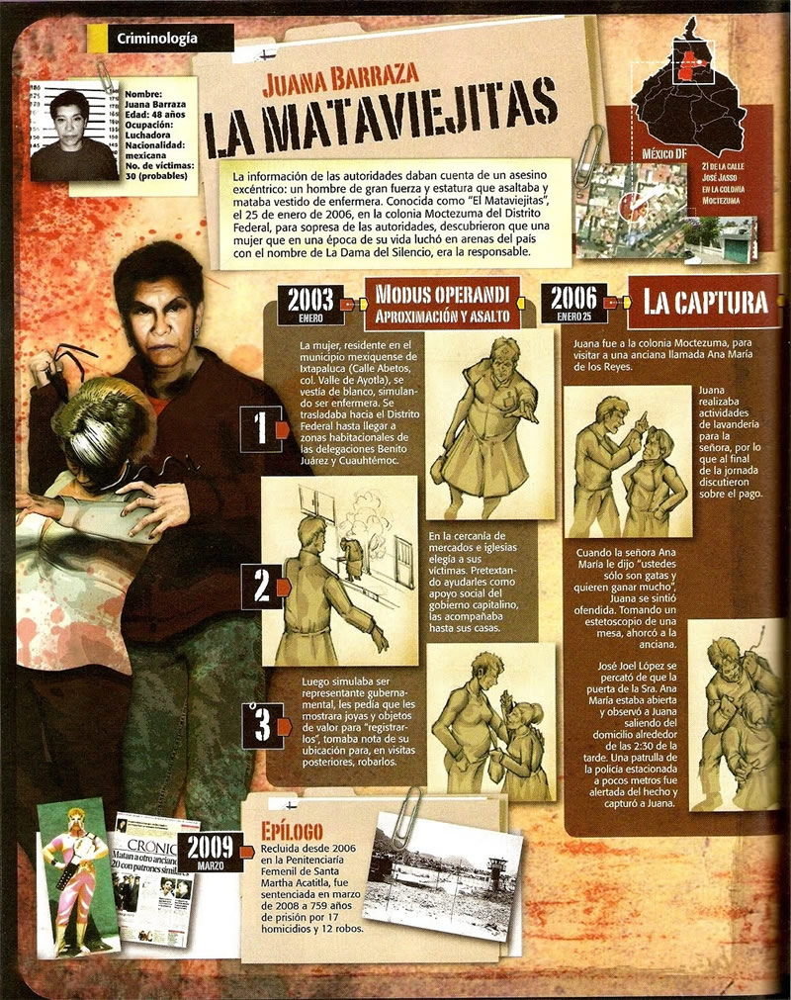 Criminología
Nombre:
Juana Barraza
Edad: 48 años
Ocupación:
Luchadora
Nacionalidad:
mexicana
No. de víctimas:
30 (probables)
JUANA BARRAZA
LA MATAVIEJITAS
La información de las autoridades daban cuenta de un asesino
excéntrico: un hombre de gran fuerza y estatura que asaltaba y
mataba vestido de enfermera. Conocida como “El Mataviejitas”,
el 25 de enero de 2006, en la colonia Moctezuma del Distrito
Federal, para sopresa de las autoridades, descubrieron que una
mujer que en una época de su vida luchó en arenas del país
con el nombre de La Dama del Silencio, era la responsable.
MÉXICO DF
21 DE LA CALLE
JOSÉ JASSO
EN LA COLONIA
MOCTEZUMA
2003
ENERO
MODUS OPERANDI
APROXIMACIÓN Y ASALTO
1
La mujer, residente en el
municipio mexiquense de
Ixtapaluca (Calle Abetos,
col. Valle de Ayotla), se
vestía de blanco, simulan-
do ser enfermera. Se
trasladaba hacia el Distrito
Federal hasta llegar a
zonas habitacionales de
las delegaciones Benito
Juárez y Cuauhtémoc.
2
En la cercanía de
mercados e iglesias
elegía a sus
víctimas. Pretextan-
do ayudarles como
apoyo social del
gobierno capitalino,
las acompañaba
hasta sus casas.
3
Luego simulaba ser
representante guberna-
mental, les pedía que les
mostrara joyas y objetos
de valor para “registrar-
los”, tomaba nota de su
ubicación para, en visitas
posteriores, robarlos.
2006
ENERO 25
LA CAPTURA
Juana fue a la colonia Moctezuma, para
visitar a una anciana llamada Ana María
de los Reyes.
Juana
realizaba
actividades
de lavandería
para la
señora, por lo
que al final
de la jornada
discutieron
sobre el pago.
Cuando la señora Ana
María le dijo “ustedes
sólo son gatas y
quieren ganar mucho”,
Juana se sintió
ofendida. Tomando un
estetoscopio de una
mesa, ahorcó a la
anciana.
José Joel López se
percató de que la
puerta de la Sra. Ana
María estaba abierta
y observó a Juana
saliendo del
domicilio alrededor
de las 2:30 de la
tarde. Una patrulla de
la policía estacionada
a pocos metros fue
alertada del hecho y
capturó a Juana.
CRÓNIC
Matan a otro anciano
20 con patrones simil
2009
MARZO
EPÍLOGO
Recluida desde 2006
en la Penitenciaría
Femenil de Santa
Martha Acatitla, fue
sentenciada en marzo
de 2008 a 759 años
de prisión por 17
homicidios y 12 robos.